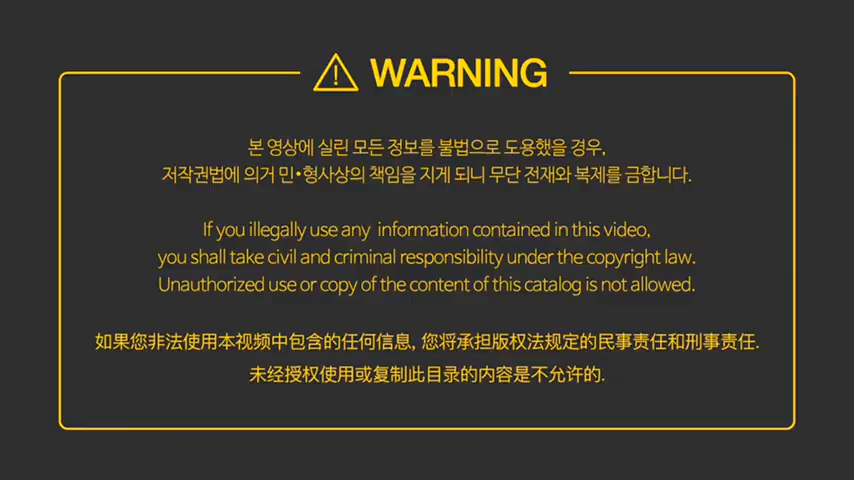 WARNING
본 영상에 실린 모든 정보를 불법으로 도용했을 경우,
저작권법에 의거 민•형사상의 책임을 지게 되니 무단 전재와 복제를 금합니다.
If you illegally use any information contained in this video,
you shall take civil and criminal responsibility under the copyright law.
Unauthorized use or copy of the content of this catalog is not allowed.
如果您非法使用本视频中包含的任何信息, 您将承担版权法规定的民事责任和刑事责任.
未经授权使用或复制此目录的内容是不允许的.